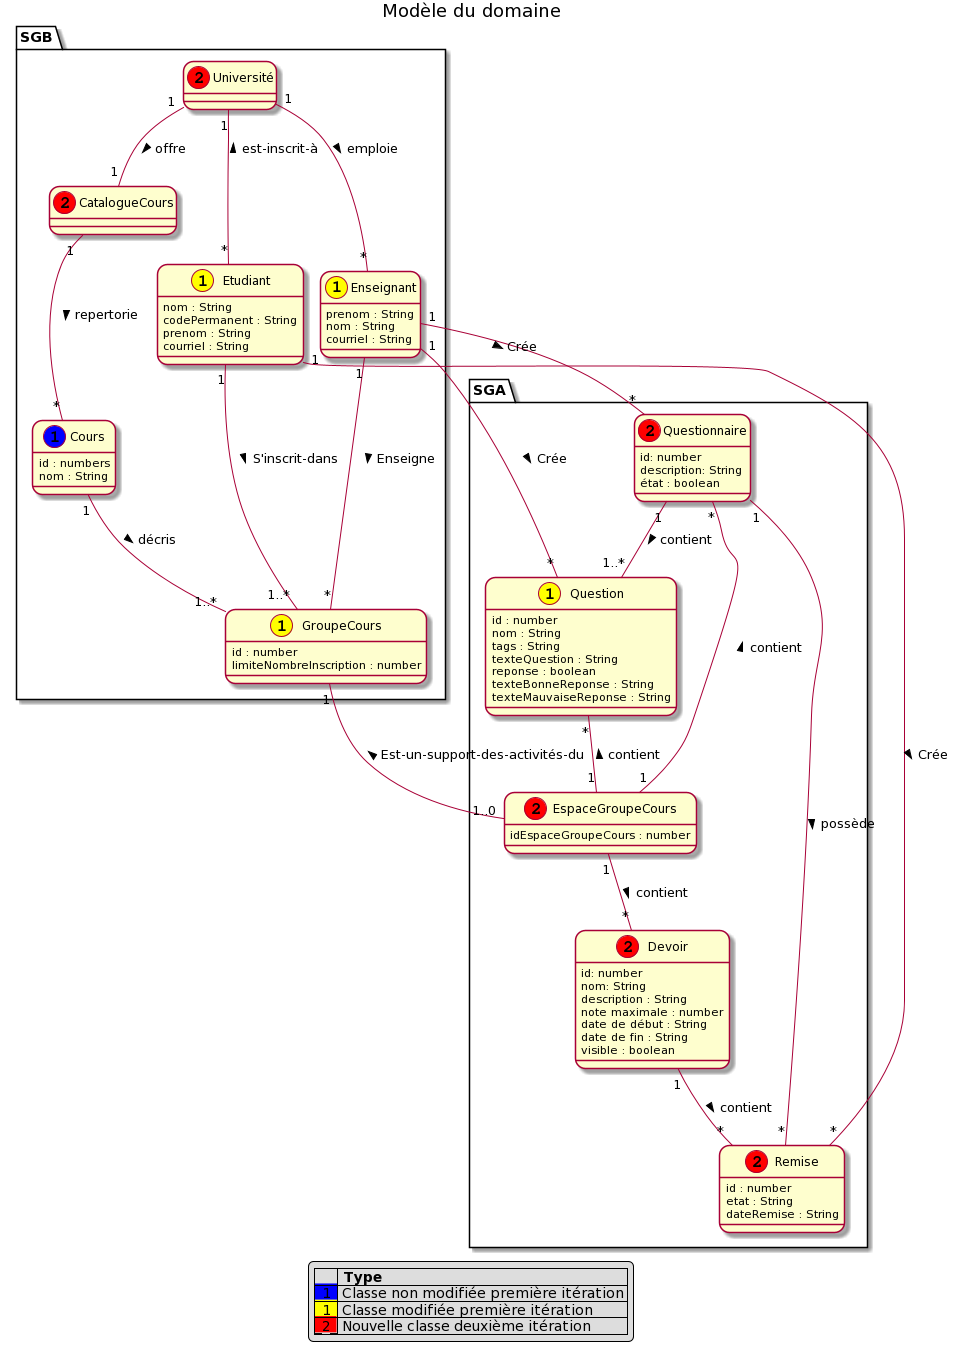 Modèle du domaine
SGB
2 Université
1
1
1
offre
est-inscrit-à
emploie
1
2 CatalogueCours
1
*
*
1 Etudiant
nom : String
codePermanent : String
prenom : String
courriel : String
1 Enseignant
prenom : String
nom : String
courriel : String
1
1
repertorie
Crée
1
1
1
*
*
SGA
1 Cours
id : numbers
nom : String
2 Questionnaire
id: number
description: String
état : boolean
S'inscrit-dans
Enseigne
Crée
1
1
*
1
décris
contient
*
1..*
1..*
1..*
*
1 Question
id : number
nom : String
tags : String
texteQuestion : String
reponse : boolean
texteBonneReponse : String
texteMauvaiseReponse : String
1 GroupeCours
id : number
limiteNombreInscription : number
contient
1
*
Est-un-support-des-activités-du
contient
Crée
1
1
1..0
2 EspaceGroupeCours
idEspaceGroupeCours : number
possède
1
contient
*
2 Devoir
id: number
nom: String
description : String
note maximale : number
date de début : String
date de fin : String
visible : boolean
1
contient
*
*
*
2 Remise
id : number
etat : String
dateRemise : String
Type
1 Classe non modifiée première itération
1 Classe modifiée première itération
2 Nouvelle classe deuxième itération